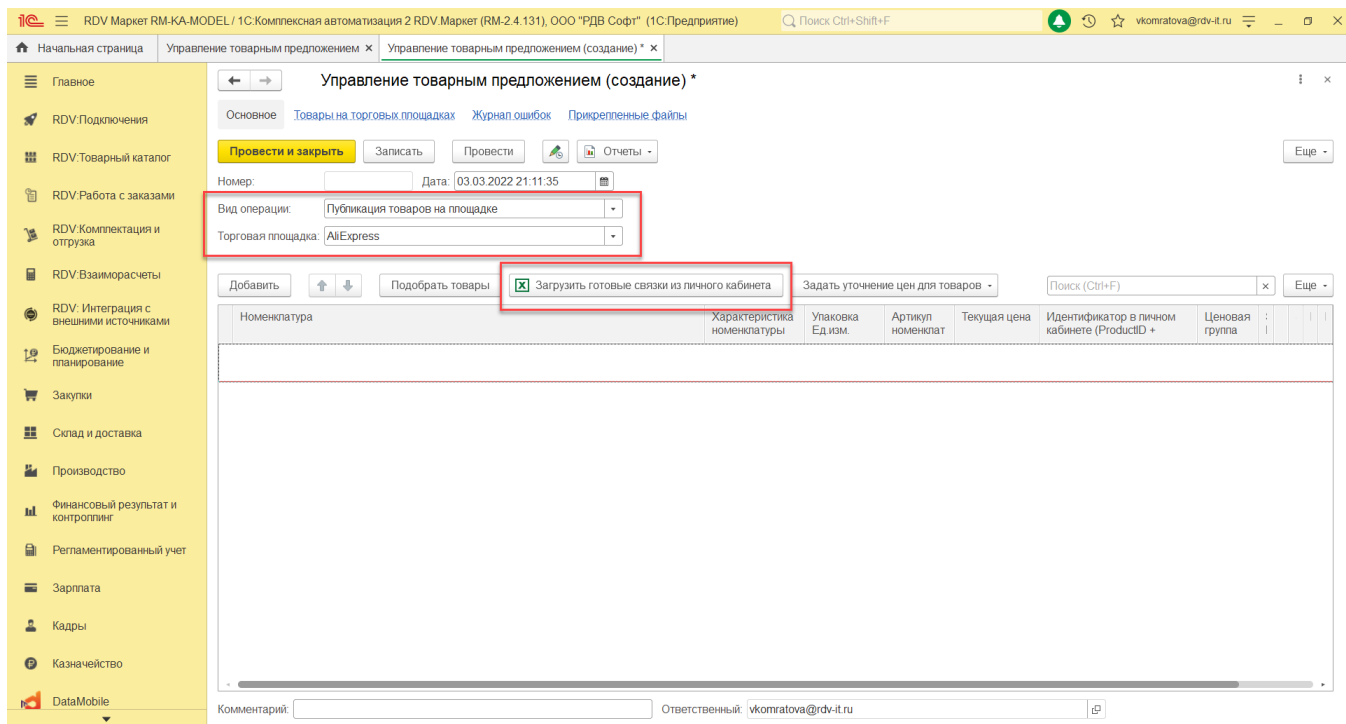 1С RDV Маркет RM-KA-MODEL / 1С:Комплексная автоматизация 2 RDV.Маркет (RM-2.4.131), ООО "РДВ Софт" (1С:Предприятие) Поиск Ctrl+Shift+F vkomratova@rdv-it.ru
Начальная страница Управление товарным предложением × Управление товарным предложением (создание) * ×
Главное
RDV:Подключения
RDV:Товарный каталог
RDV:Работа с заказами
RDV:Комплектация и
отгрузка
RDV:Взаиморасчеты
RDV: Интеграция с
внешними источниками
Бюджетирование и
планирование
Закупки
Склад и доставка
Производство
Финансовый результат и
контроллинг
Регламентированный учет
Зарплата
Кадры
Казначейство
DataMobile
Управление товарным предложением (создание) *
Основное Товары на торговых площадках Журнал ошибок Прикрепленные файлы
Провести и закрыть Записать Провести Отчеты Еще
Номер: Дата: 03.03.2022 21:11:35
Вид операции: Публикация товаров на площадке
Торговая площадка: AliExpress
Добавить Подобрать товары Загрузить готовые связки из личного кабинета Задать уточнение цен для товаров Поиск (Ctrl+F) × Еще
Номенклатура Характеристика Упаковка Артикул Текущая цена Идентификатор в личном Ценовая
номенклатуры Ед.изм. номенклат кабинете (ProductID + группа
Комментарий: Ответственный: vkomratova@rdv-it.ru